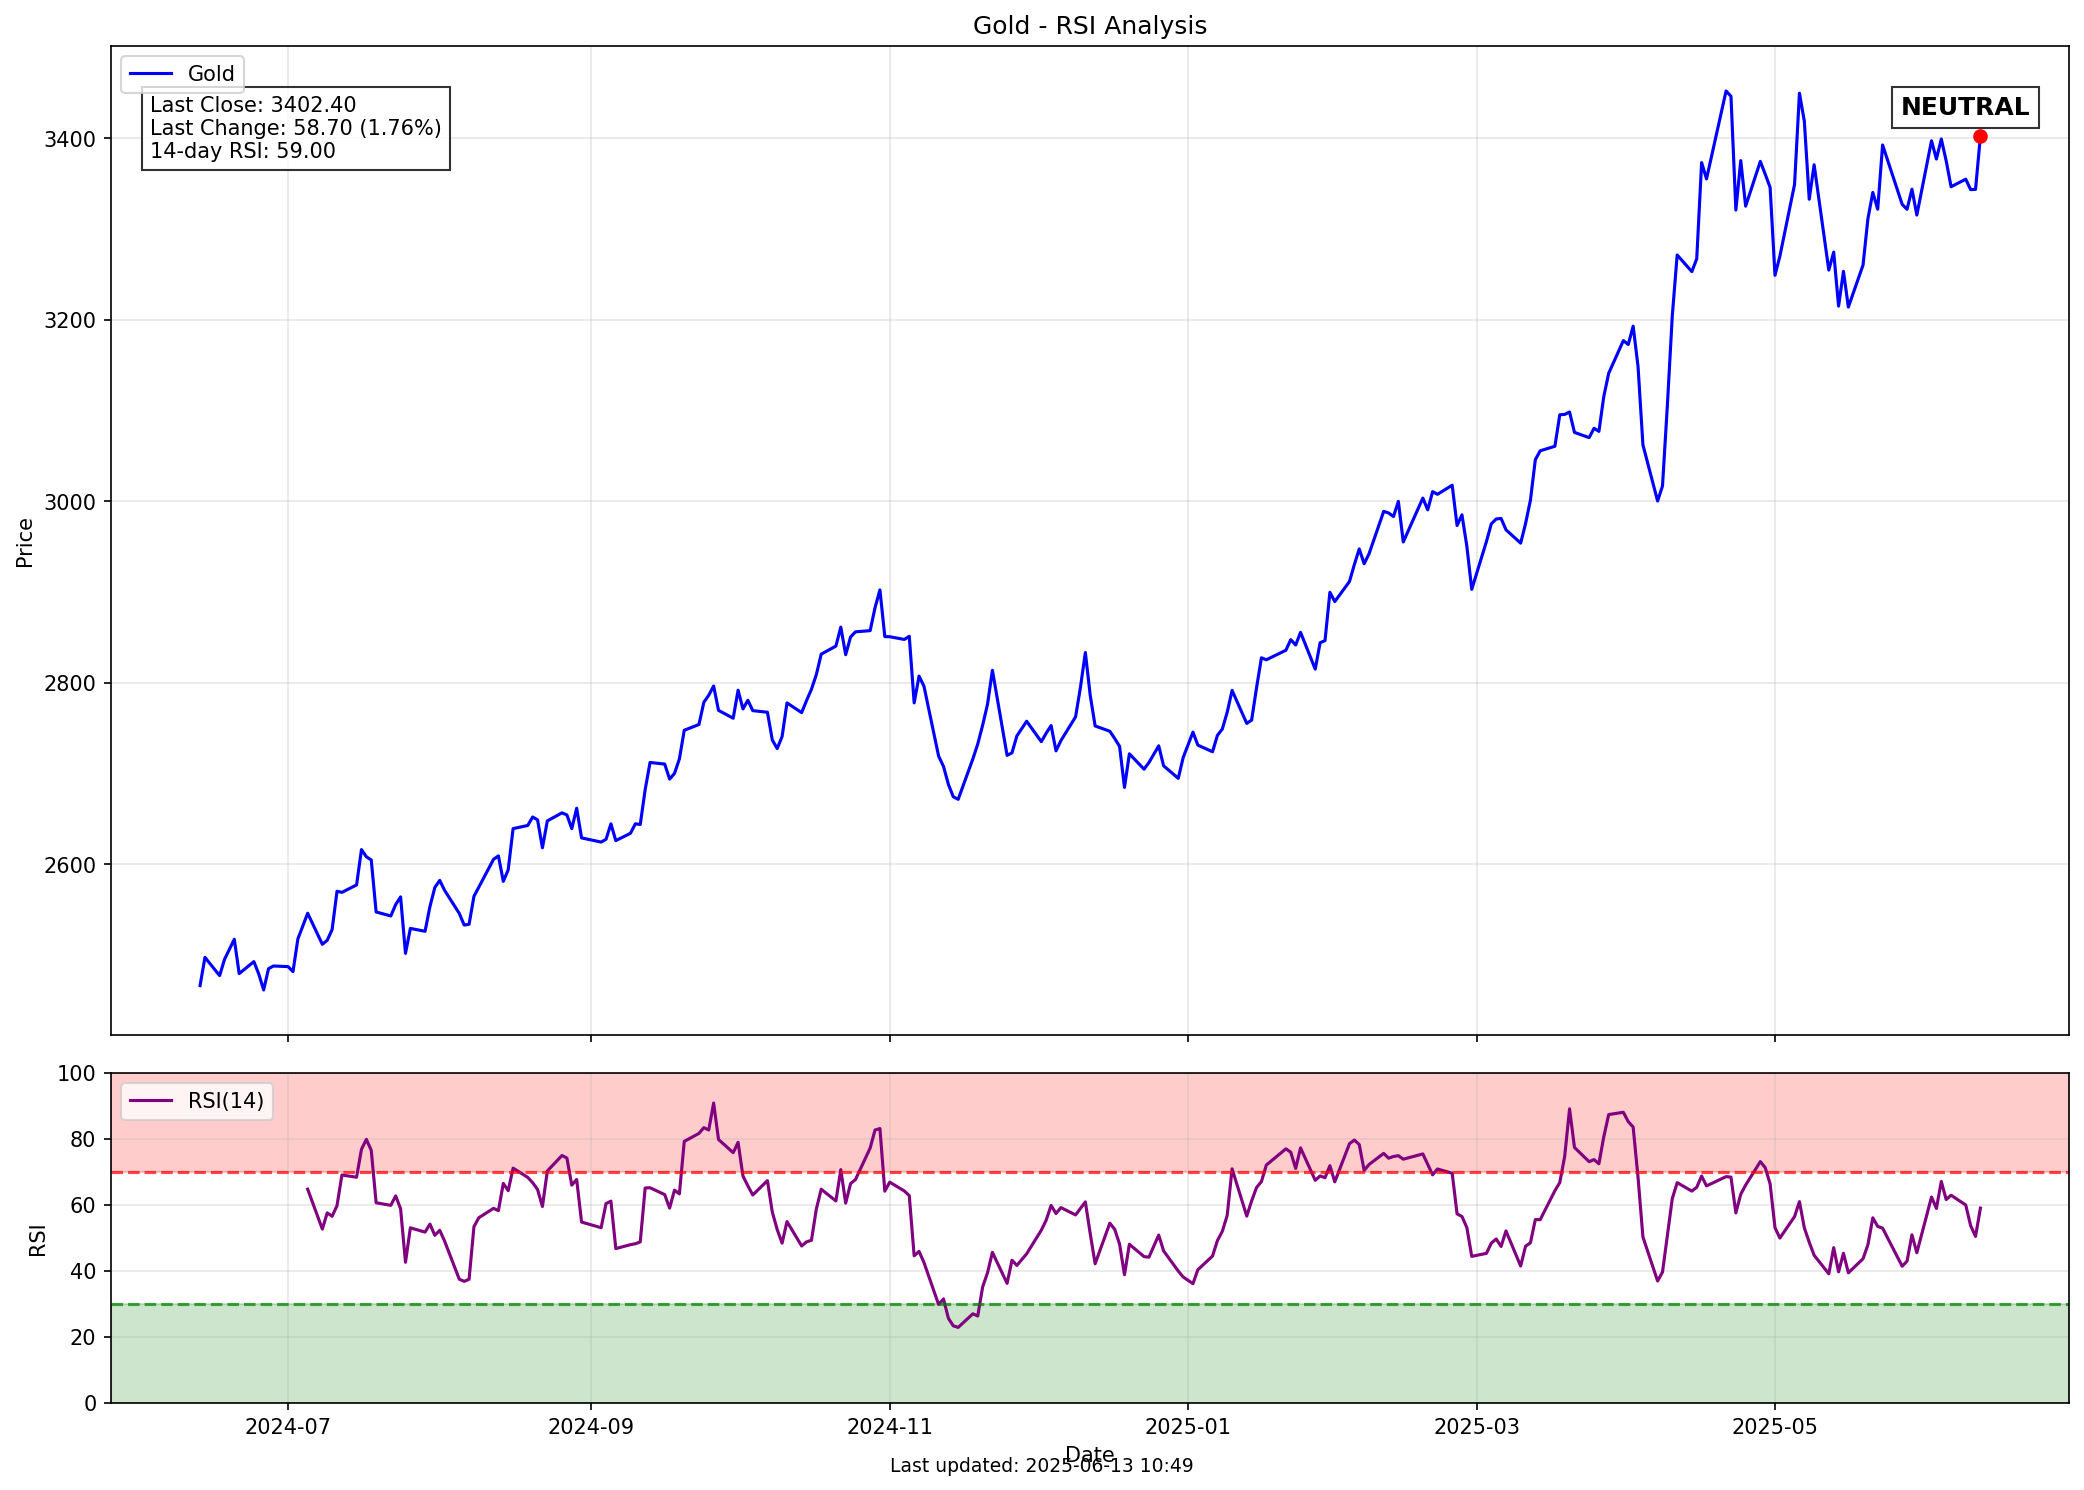 Gold - RSI Analysis
Gold
Last Close: 3402.40
Last Change: 58.70 (1.76%)
14-day RSI: 59.00
NEUTRAL
3400
3200
3000
2800
2600
Price
RSI(14)
100
80
60
40
20
0
RSI
2024-07
2024-09
2024-11
2025-01
2025-03
2025-05
Date
Last updated: 2025-06-13 10:49